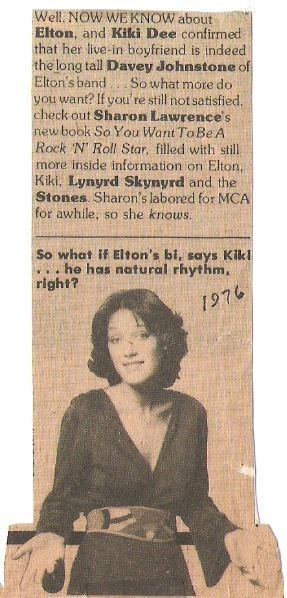 Well. NOW WE KNOW about
Elton, and Kiki Dee confirmed
that her live-in boyfriend is indeed
the long tall Davey Johnstone of
Elton's band . . . So what more do
you want? If you're still not satisfied,
check out Sharon Lawrence's
new book So You Want To Be A
Rock 'N' Roll Star, filled with still
more inside information on Elton,
Kiki, Lynyrd Skynyrd and the
Stones. Sharon's labored for MCA
for awhile, so she knows.
So what if Elton's bi, says Kiki
. . . he has natural rhythm,
right?
1976